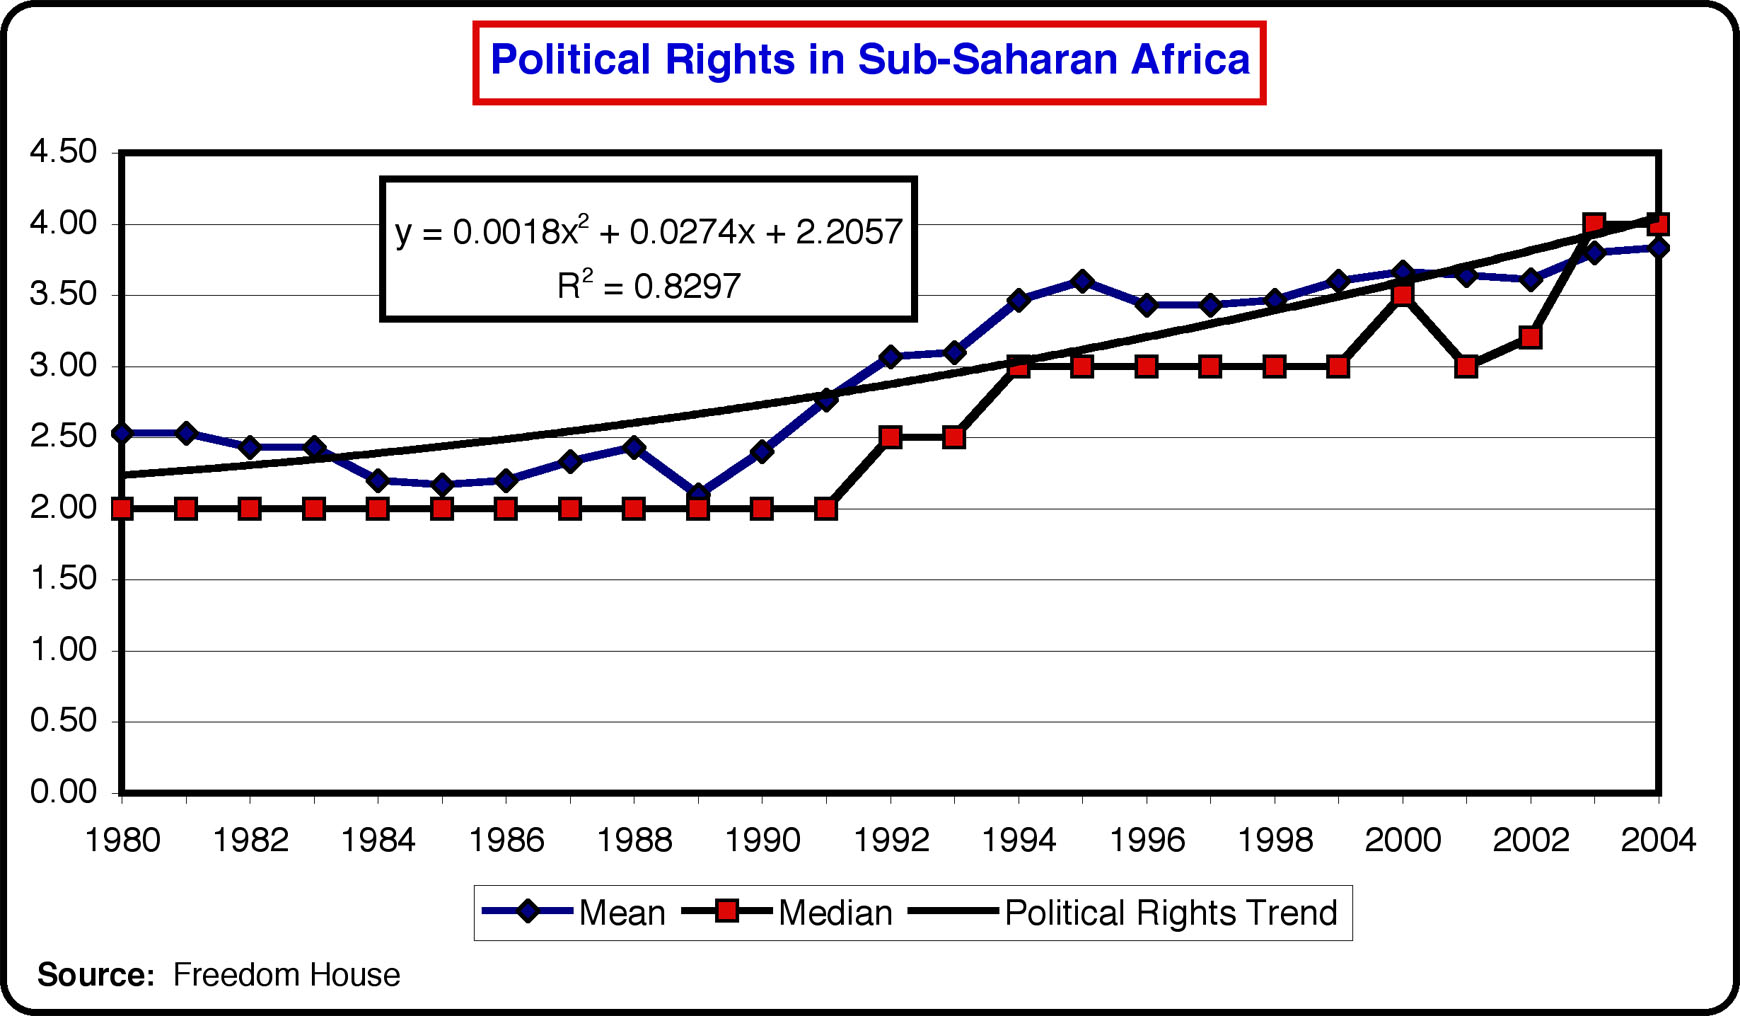 Political Rights in Sub-Saharan Africa
4.50
4.00
3.50
3.00
2.50
2.00
1.50
1.00
0.50
0.00
y = 0.0018x² + 0.0274x + 2.2057
R² = 0.8297
1980 1982 1984 1986 1988 1990 1992 1994 1996 1998 2000 2002 2004
Mean Median Political Rights Trend
Source: Freedom House